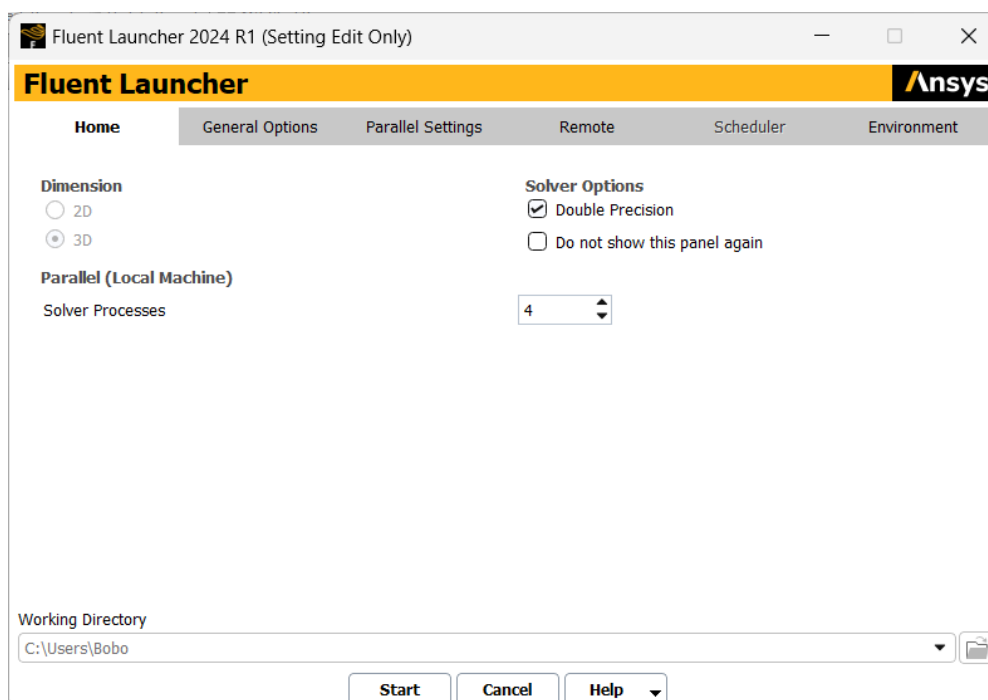 Fluent Launcher 2024 R1 (Setting Edit Only)
Fluent Launcher
Ansys
Home General Options Parallel Settings Remote Scheduler Environment
Dimension
2D
3D
Solver Options
Double Precision
Do not show this panel again
Parallel (Local Machine)
Solver Processes 4
Working Directory
C:\Users\Bobo
Start Cancel Help